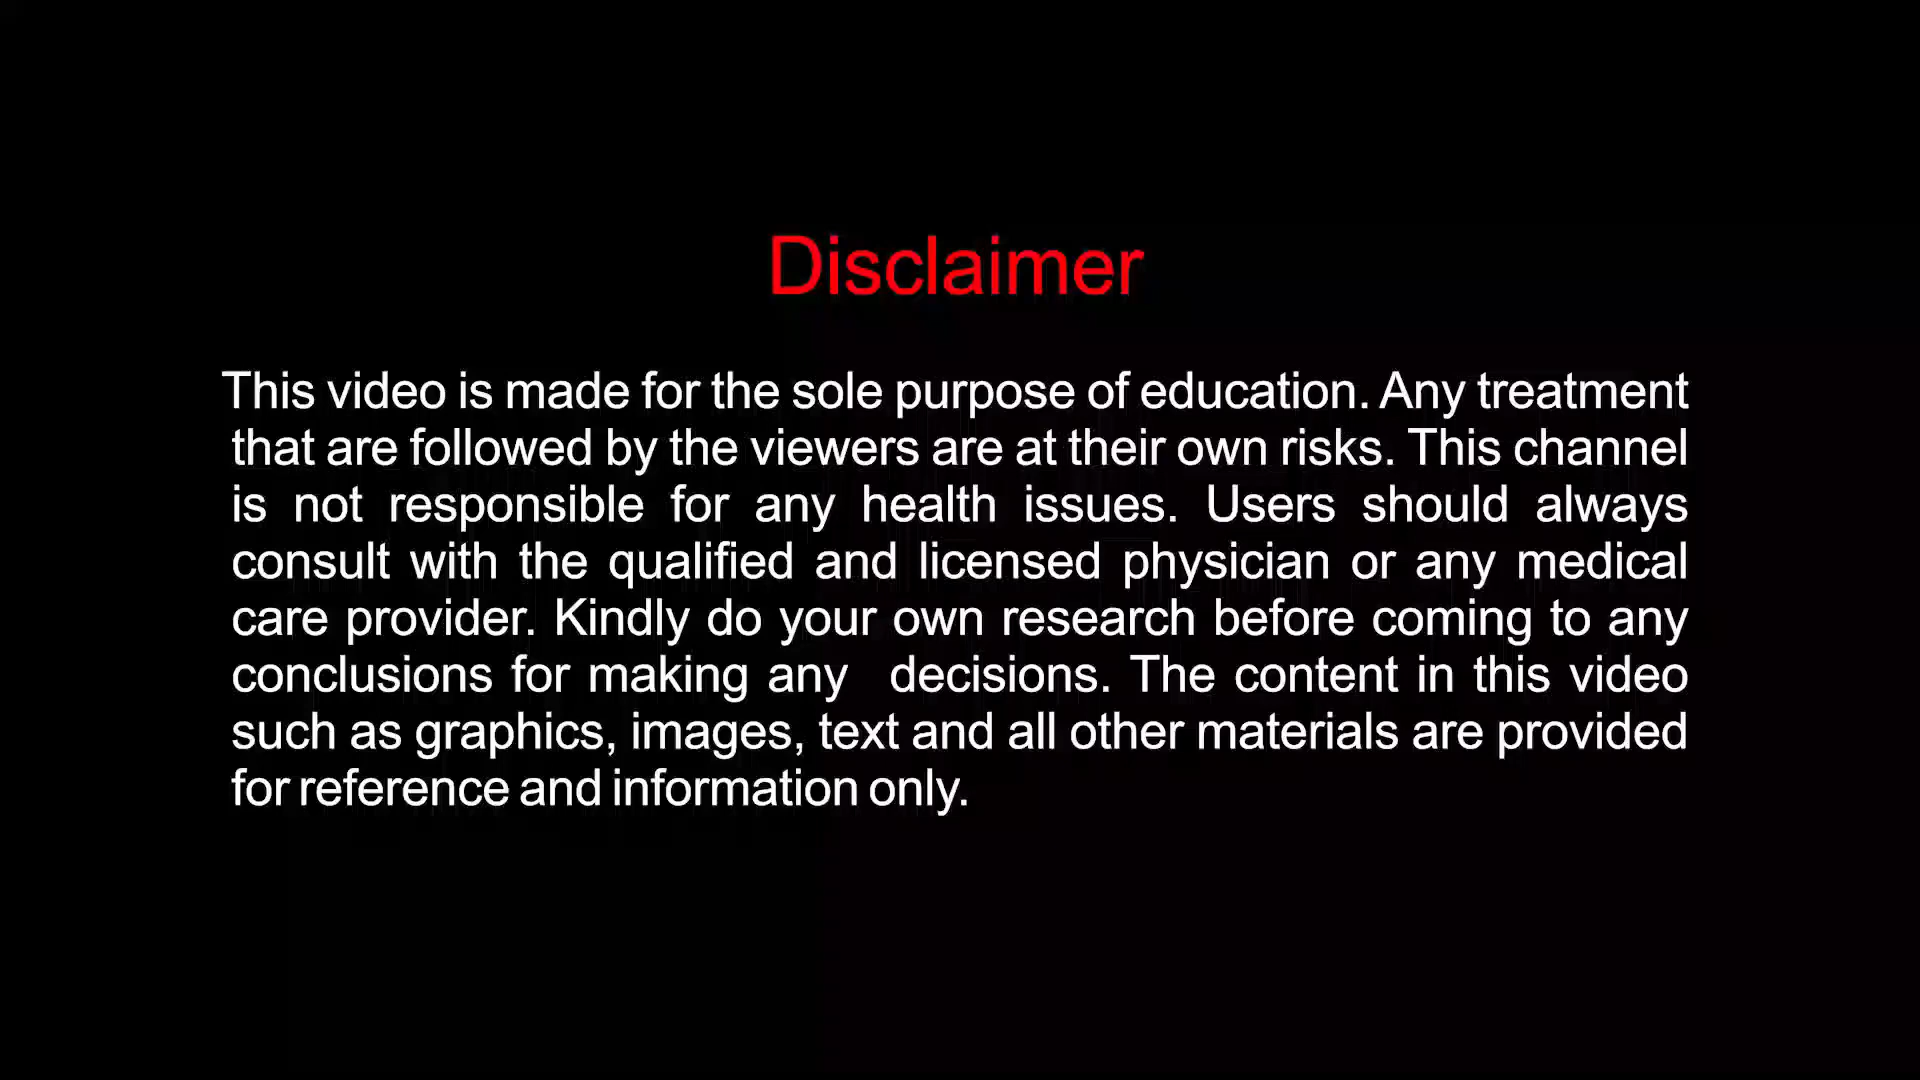 Disclaimer
This video is made for the sole purpose of education. Any treatment
that are followed by the viewers are at their own risks. This channel
is not responsible for any health issues. Users should always
consult with the qualified and licensed physician or any medical
care provider. Kindly do your own research before coming to any
conclusions for making any  decisions. The content in this video
such as graphics, images, text and all other materials are provided
for reference and information only.